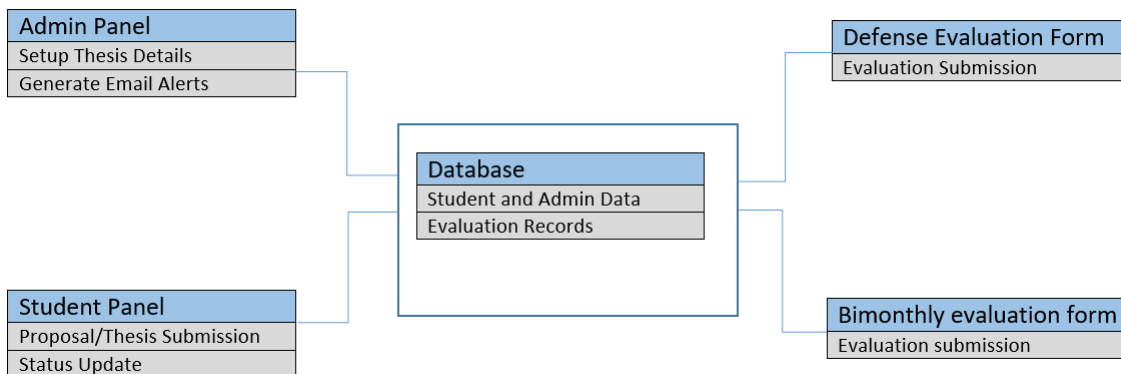 Admin Panel
Setup Thesis Details
Generate Email Alerts
Defense Evaluation Form
Evaluation Submission
Database
Student and Admin Data
Evaluation Records
Student Panel
Proposal/Thesis Submission
Status Update
Bimonthly evaluation form
Evaluation submission